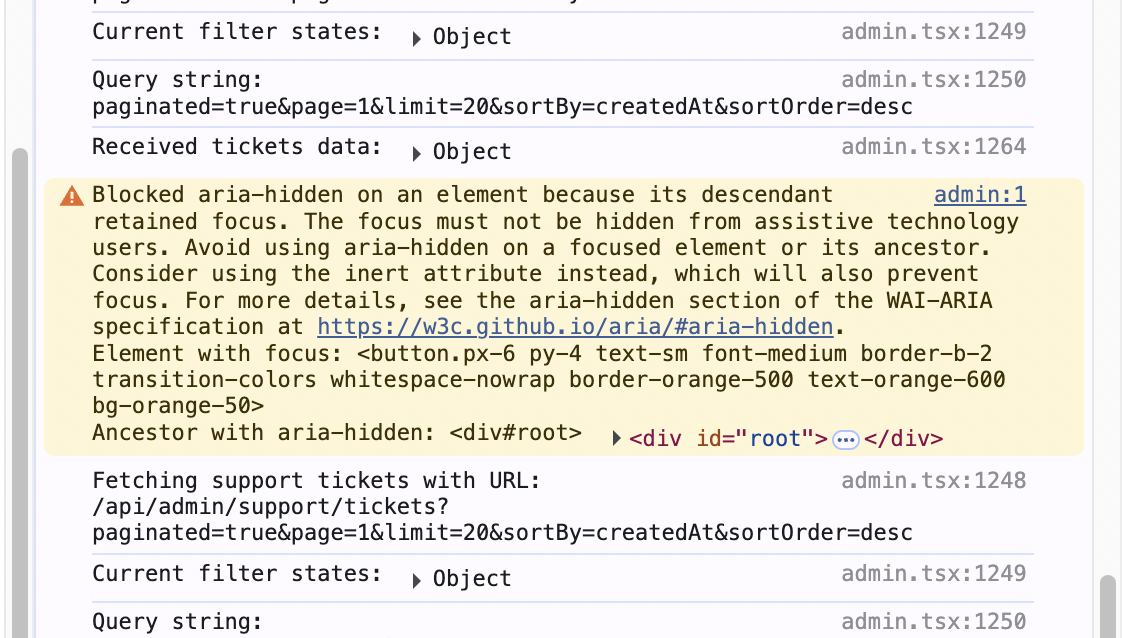 Current filter states: ▶ Object admin.tsx:1249
Query string: admin.tsx:1250
paginated=true&page=1&limit=20&sortBy=createdAt&sortOrder=desc
Received tickets data: ▶ Object admin.tsx:1264
Blocked aria-hidden on an element because its descendant admin:1
retained focus. The focus must not be hidden from assistive technology
users. Avoid using aria-hidden on a focused element or its ancestor.
Consider using the inert attribute instead, which will also prevent
focus. For more details, see the aria-hidden section of the WAI-ARIA
specification at https://w3c.github.io/aria/#aria-hidden.
Element with focus: <button.px-6 py-4 text-sm font-medium border-b-2
transition-colors whitespace-nowrap border-orange-500 text-orange-600
bg-orange-50>
Ancestor with aria-hidden: <div#root> ▶ <div id="root">…</div>
Fetching support tickets with URL: admin.tsx:1248
/api/admin/support/tickets?
paginated=true&page=1&limit=20&sortBy=createdAt&sortOrder=desc
Current filter states: ▶ Object admin.tsx:1249
Query string: admin.tsx:1250